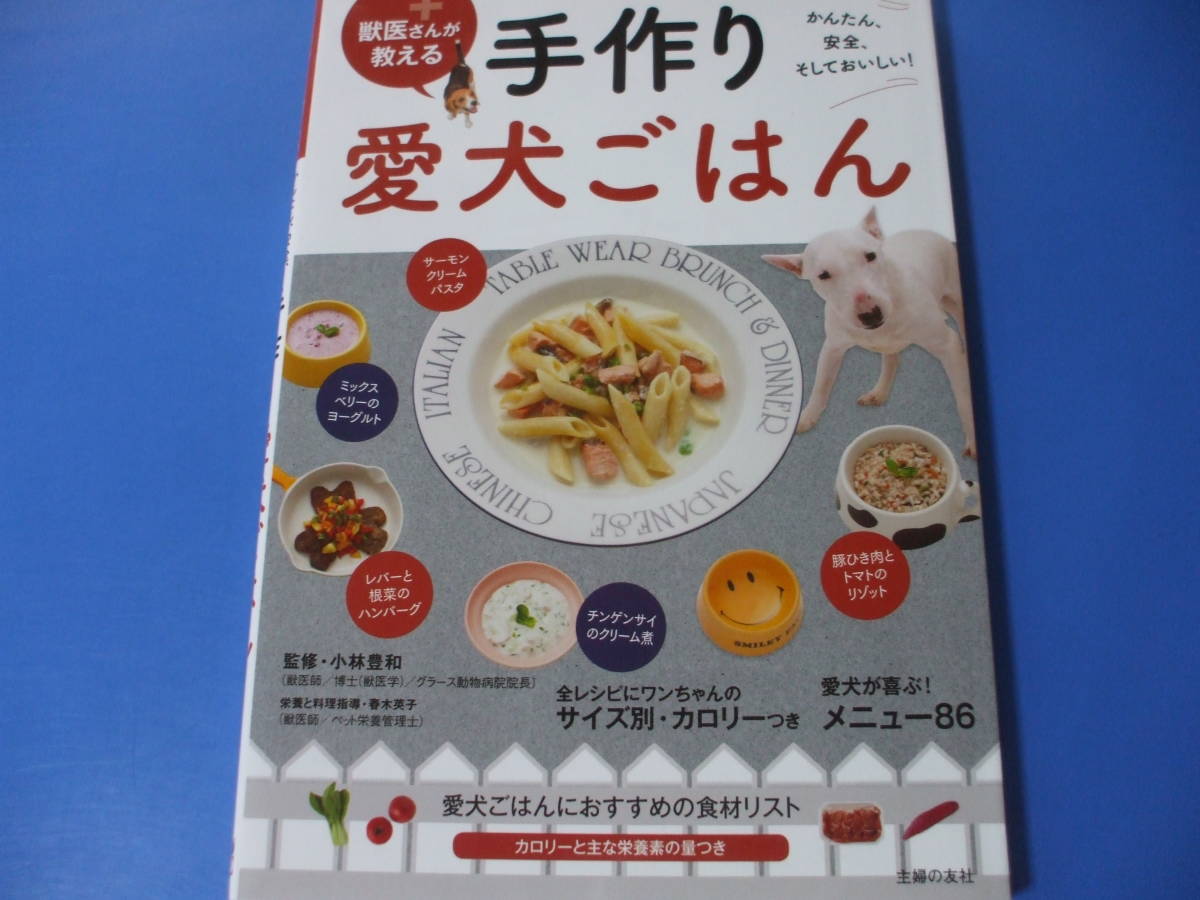 獣医さんが
教える
手作り
かんたん、
安全、
そしておいしい!
愛犬ごはん
サーモン
クリーム
パスタ
TABLE WEAR BRUNCH & DINNER
ITALIAN
CHINESE
JAPANESE
ミックス
ベリーの
ヨーグルト
レバーと
根菜の
ハンバーグ
チンゲンサイ
のクリーム煮
SMILEY
豚ひき肉と
トマトの
リゾット
監修・小林豊和
(獣医師/博士(獣医学)/グラース動物病院院長)
栄養と料理指導・春木英子
(獣医師/ペット栄養管理士)
全レシピにワンちゃんの
サイズ別・カロリーつき
愛犬が喜ぶ!
メニュー86
愛犬ごはんにおすすめの食材リスト
カロリーと主な栄養素の量つき
主婦の友社